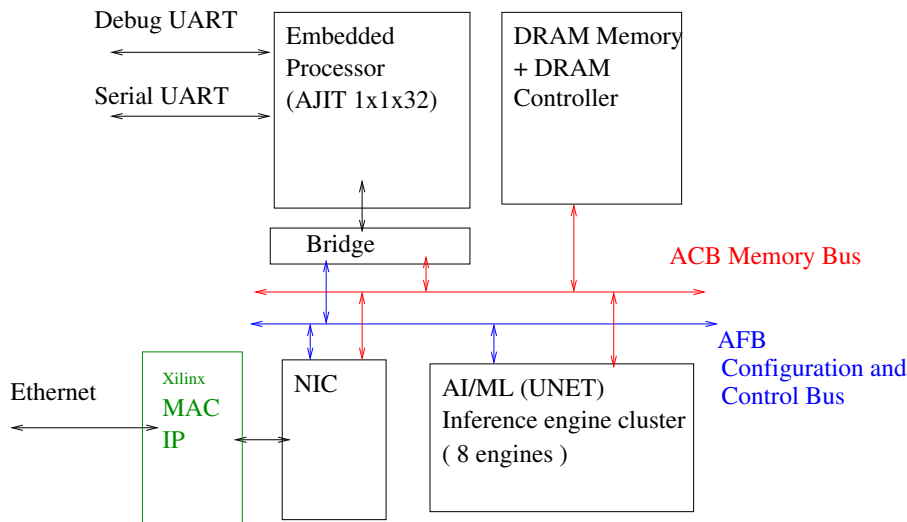 Debug UART
Serial UART
Embedded
Processor
(AJIT 1x1x32)
DRAM Memory
+ DRAM
Controller
Bridge
ACB Memory Bus
AFB
Configuration and
Control Bus
Ethernet
Xilinx
MAC
IP
NIC
AI/ML (UNET)
Inference engine cluster
( 8 engines )